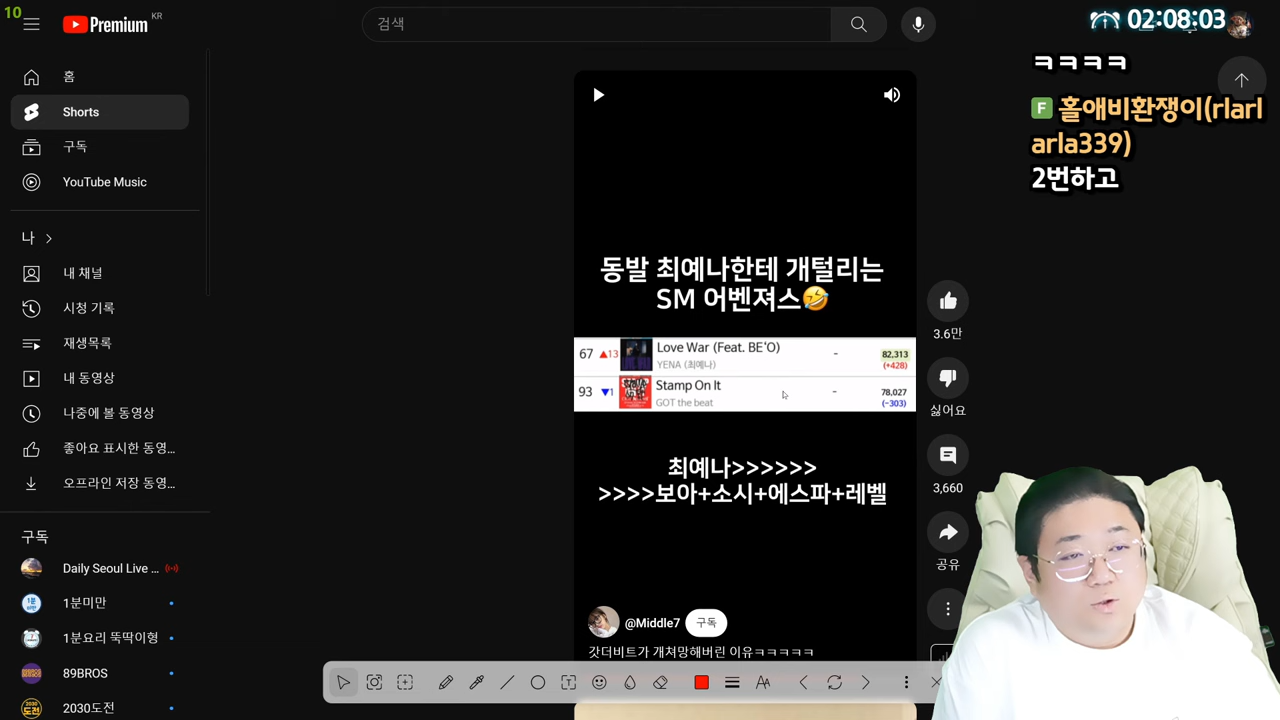 10
Premium KR
검색
02:08:03
홈
Shorts
구독
YouTube Music
나
내 채널
시청 기록
재생목록
내 동영상
나중에 볼 동영상
좋아요 표시한 동영...
오프라인 저장 동영...
구독
Daily Seoul Live ...
1분미만
1분요리 뚝딱이형
89BROS
2030도전
동발 최예나한테 개털리는
SM 어벤져스🤣
67 ▲13 Love War (Feat. BE'O) - 82,313
YENA (최예나) (+428)
93 ▼1 Stamp On It - 78,027
GOT the beat (-303)
최예나>>>>>>
>>>>보아+소시+에스파+레벨
@Middle7 구독
갓더비트가 개쳐망해버린 이유ㅋㅋㅋㅋㅋ
3.6만
싫어요
3,660
공유
ㅋㅋㅋㅋ
F 홀애비환쟁이(rlarl
arla339)
2번하고